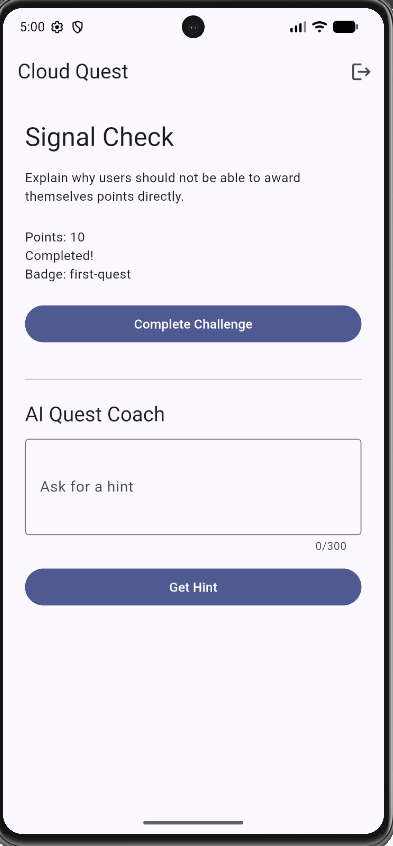 5:00
Cloud Quest
Signal Check
Explain why users should not be able to award
themselves points directly.
Points: 10
Completed!
Badge: first-quest
Complete Challenge
AI Quest Coach
Ask for a hint
0/300
Get Hint